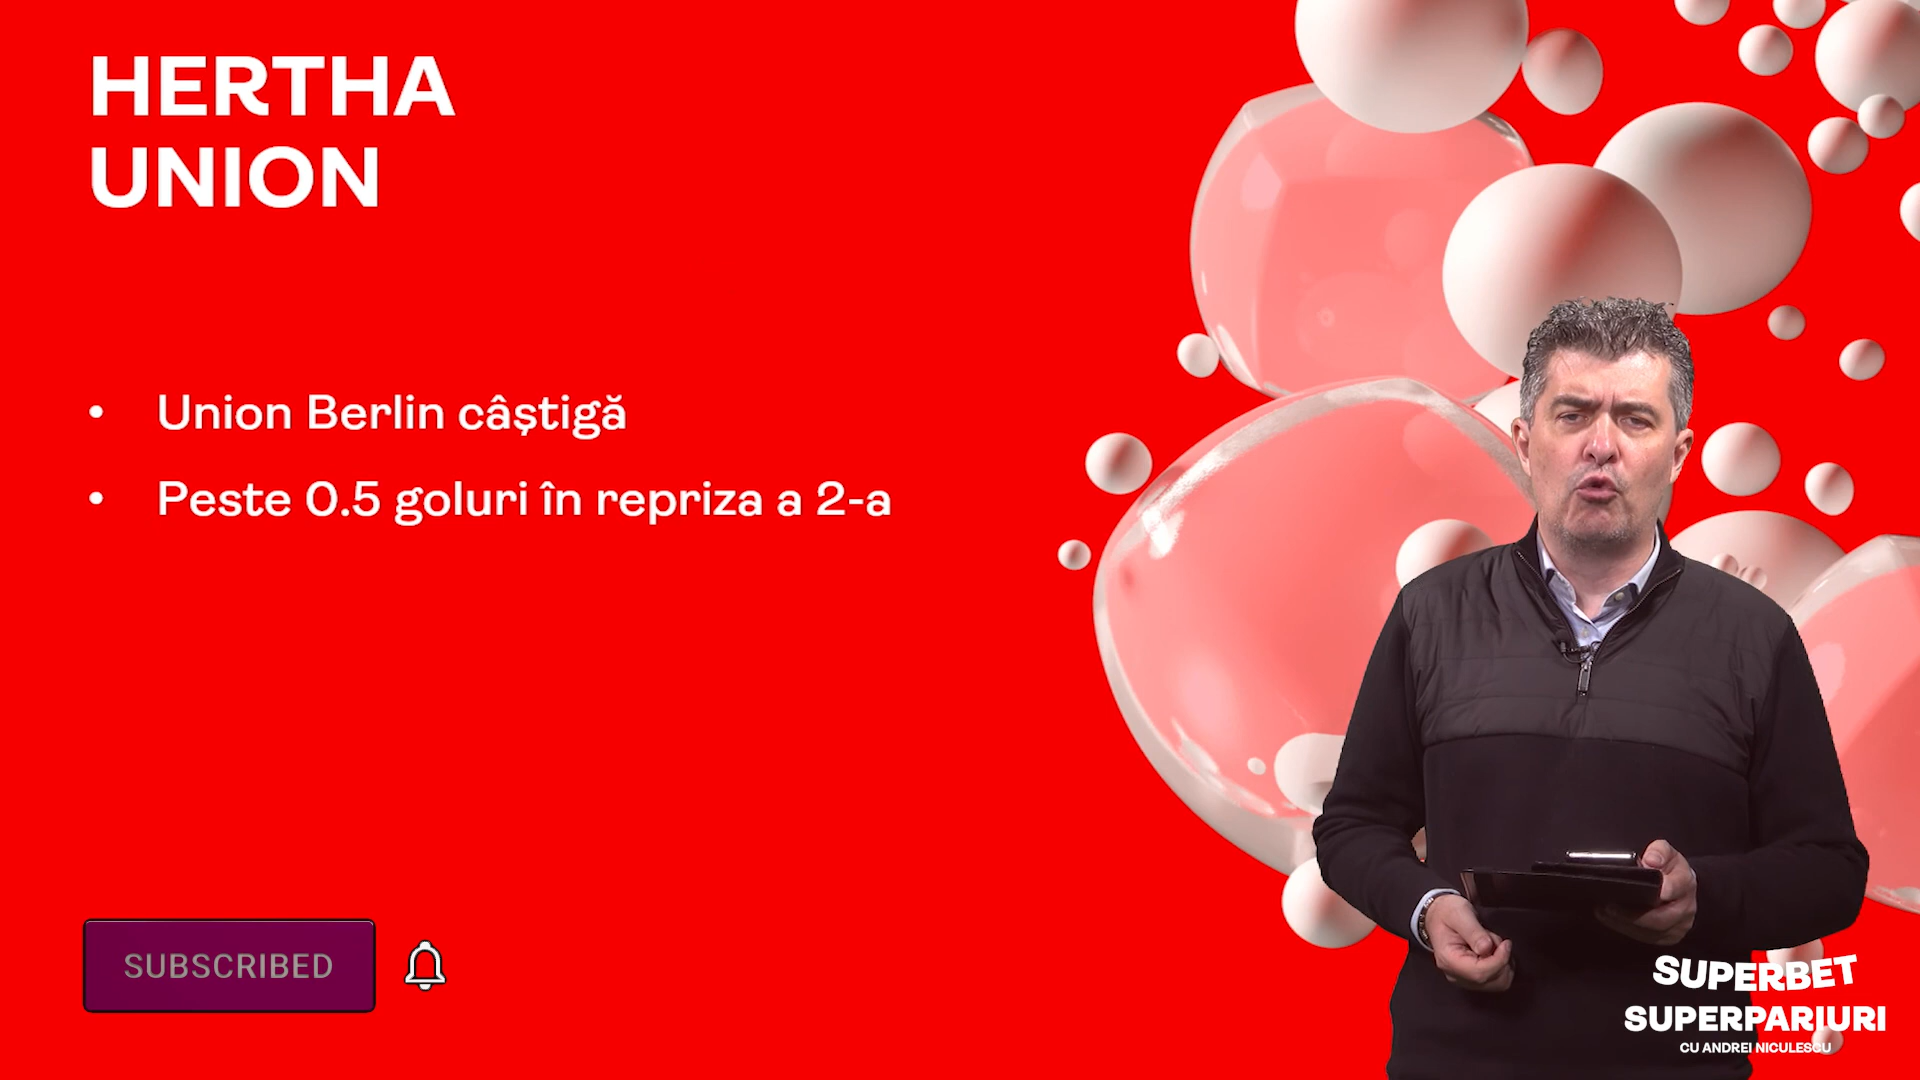 HERTHA
UNION
• Union Berlin câștigă
• Peste 0.5 goluri în repriza a 2-a
SUBSCRIBED
SUPERBET
SUPERPARIURI
CU ANDREI NICULESCU